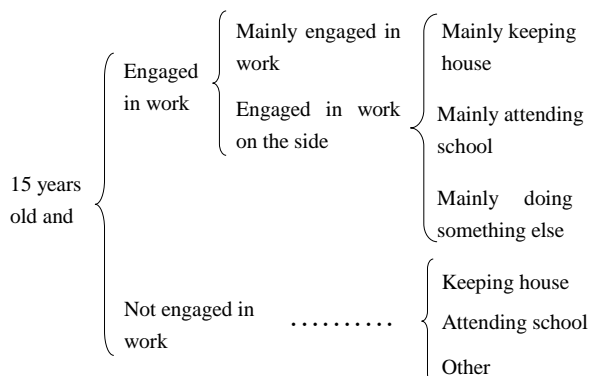 15 years
old and
Engaged
in work
Mainly engaged in
work
Engaged in work
on the side
Mainly keeping
house
Mainly attending
school
Mainly doing
something else
Not engaged in
work
..........
Keeping house
Attending school
Other